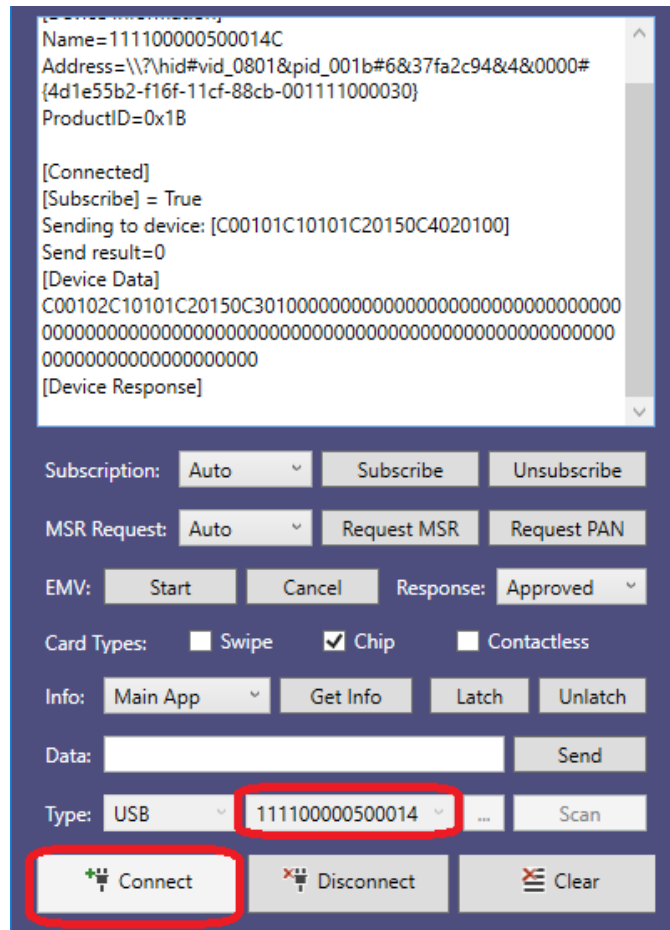 [Device Information]
Name=111100000500014C
Address=\\?\hid#vid_0801&pid_001b#6&37fa2c94&4&0000#
{4d1e55b2-f16f-11cf-88cb-001111000030}
ProductID=0x1B
[Connected]
[Subscribe] = True
Sending to device: [C00101C10101C20150C4020100]
Send result=0
[Device Data]
C00102C10101C20150C3010000000000000000000000000000000
00000000000000000000000000000000000000000000000000000
00000000000000000000
[Device Response]
Subscription: Auto Subscribe Unsubscribe
MSR Request: Auto Request MSR Request PAN
EMV: Start Cancel Response: Approved
Card Types: Swipe Chip Contactless
Info: Main App Get Info Latch Unlatch
Data: Send
Type: USB 111100000500014 ... Scan
Connect Disconnect Clear